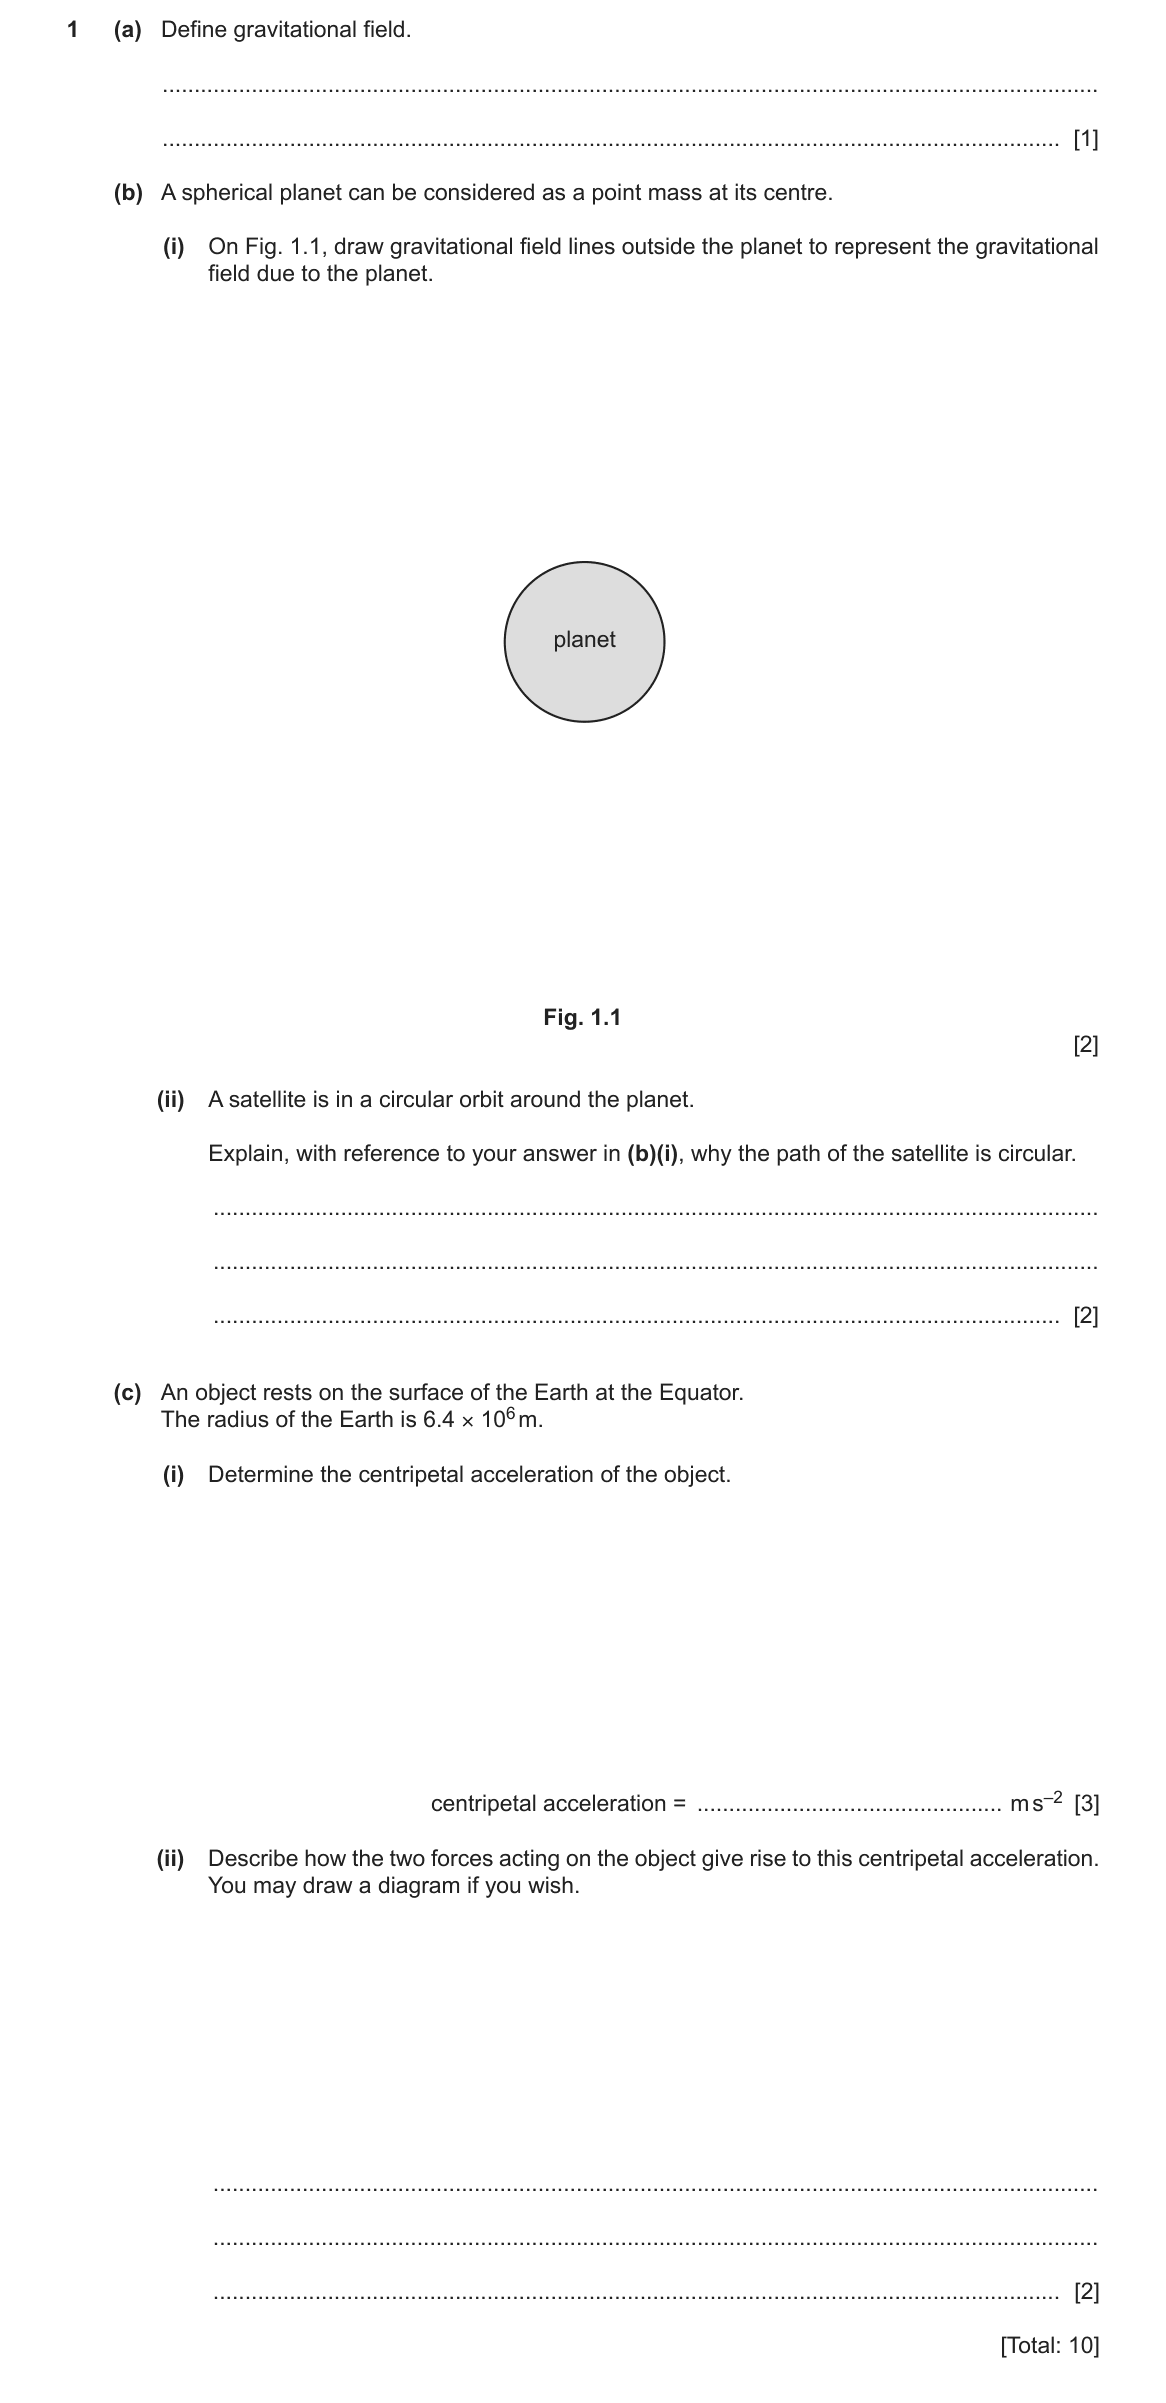 1 (a) Define gravitational field.
..........................................................................................................................................
.................................................................................................................................... [1]
(b) A spherical planet can be considered as a point mass at its centre.
(i) On Fig. 1.1, draw gravitational field lines outside the planet to represent the gravitational
field due to the planet.
planet
Fig. 1.1
[2]
(ii) A satellite is in a circular orbit around the planet.
Explain, with reference to your answer in (b)(i), why the path of the satellite is circular.
..........................................................................................................................................
..........................................................................................................................................
.................................................................................................................................... [2]
(c) An object rests on the surface of the Earth at the Equator.
The radius of the Earth is 6.4 × 10⁶ m.
(i) Determine the centripetal acceleration of the object.
centripetal acceleration = ................................................ m s⁻² [3]
(ii) Describe how the two forces acting on the object give rise to this centripetal acceleration.
You may draw a diagram if you wish.
..........................................................................................................................................
..........................................................................................................................................
.................................................................................................................................... [2]
[Total: 10]